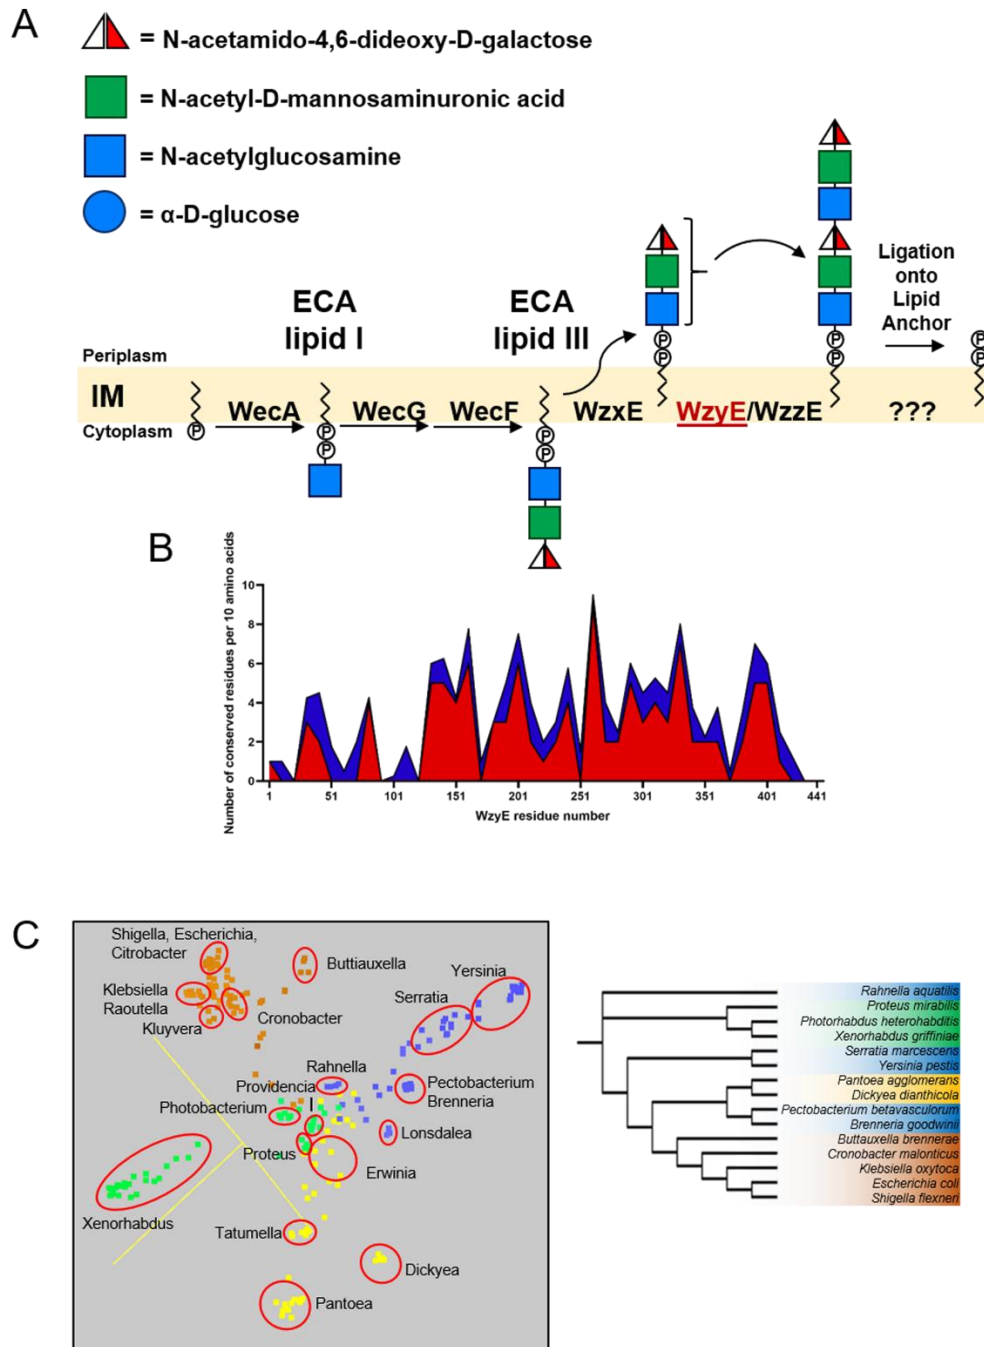 A
= N-acetamido-4,6-dideoxy-D-galactose
= N-acetyl-D-mannosaminuronic acid
= N-acetylglucosamine
= α-D-glucose
ECA
lipid I
ECA
lipid III
Ligation
onto
Lipid
Anchor
Periplasm
IM
Cytoplasm
WecA
WecG
WecF
WzxE
WzyE/WzzE
???
P
P
P
P
P
P
P
P
P
P
P
B
Number of conserved residues per 10 amino acids
10
8
6
4
2
0
1
51
101
151
201
251
301
351
401
441
WzyE residue number
C
Shigella, Escherichia,
Citrobacter
Klebsiella
Raoutella
Kluyvera
Cronobacter
Buttiauxella
Yersinia
Serratia
Rahnella
Providencia
Photobacterium
Proteus
Pectobacterium
Brenneria
Lonsdalea
Erwinia
Xenorhabdus
Tatumella
Dickyea
Pantoea
Rahnella aquatilis
Proteus mirabilis
Photorhabdus heterohabditis
Xenorhabdus griffiniae
Serratia marcescens
Yersinia pestis
Pantoea agglomerans
Dickyea dianthicola
Pectobacterium betavasculorum
Brenneria goodwinii
Buttauxella brennerae
Cronobacter malonticus
Klebsiella oxytoca
Escherichia coli
Shigella flexneri